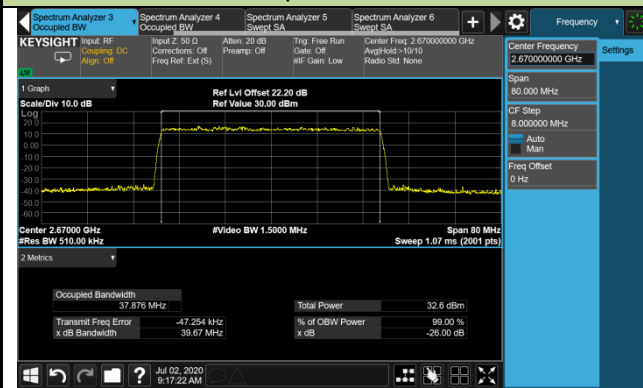 Spectrum Analyzer 3
Occupied BW
Spectrum Analyzer 4
Occupied BW
Spectrum Analyzer 5
Swept SA
Spectrum Analyzer 6
Swept SA
+
Frequency
KEYSIGHT
Input: RF
Coupling: DC
Align: Off
Input Z: 50 Ω
Corrections: Off
Freq Ref: Ext (S)
Atten: 20 dB
Preamp: Off
Trig: Free Run
Gate: Off
#IF Gain: Low
Center Freq: 2.670000000 GHz
Avg|Hold:>10/10
Radio Std: None
LM
Center Frequency
2.670000000 GHz
Settings
Span
80.000 MHz
CF Step
8.000000 MHz
Auto
Man
Freq Offset
0 Hz
1 Graph
Scale/Div 10.0 dB
Ref Lvl Offset 22.20 dB
Ref Value 30.00 dBm
Log
20.0
10.0
0.00
-10.0
-20.0
-30.0
-40.0
-50.0
-60.0
Center 2.67000 GHz
#Res BW 510.00 kHz
#Video BW 1.5000 MHz
Span 80 MHz
Sweep 1.07 ms (2001 pts)
2 Metrics
Occupied Bandwidth
37.876 MHz
Total Power 32.6 dBm
Transmit Freq Error -47.254 kHz
% of OBW Power 99.00 %
x dB Bandwidth 39.67 MHz
x dB -26.00 dB
?
Jul 02, 2020
9:17:22 AM